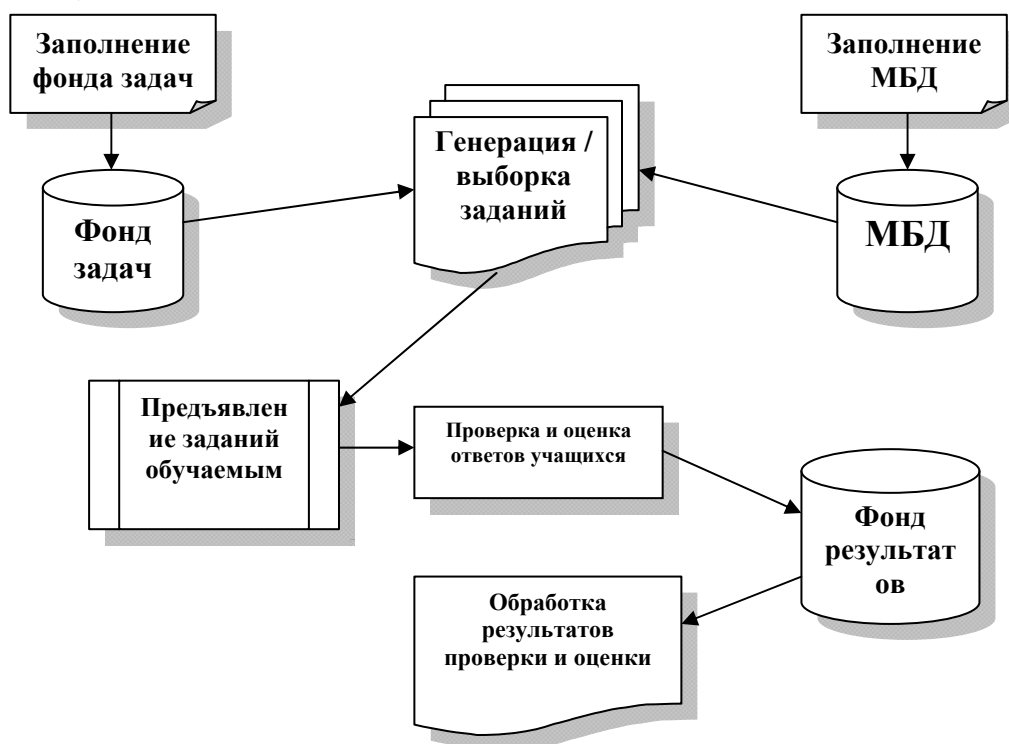 Заполнение
фонда задач
Заполнение
МБД
Генерация /
выборка
заданий
Фонд
задач
МБД
Предъявлен
ие заданий
обучаемым
Проверка и оценка
ответов учащихся
Фонд
результат
ов
Обработка
результатов
проверки и оценки